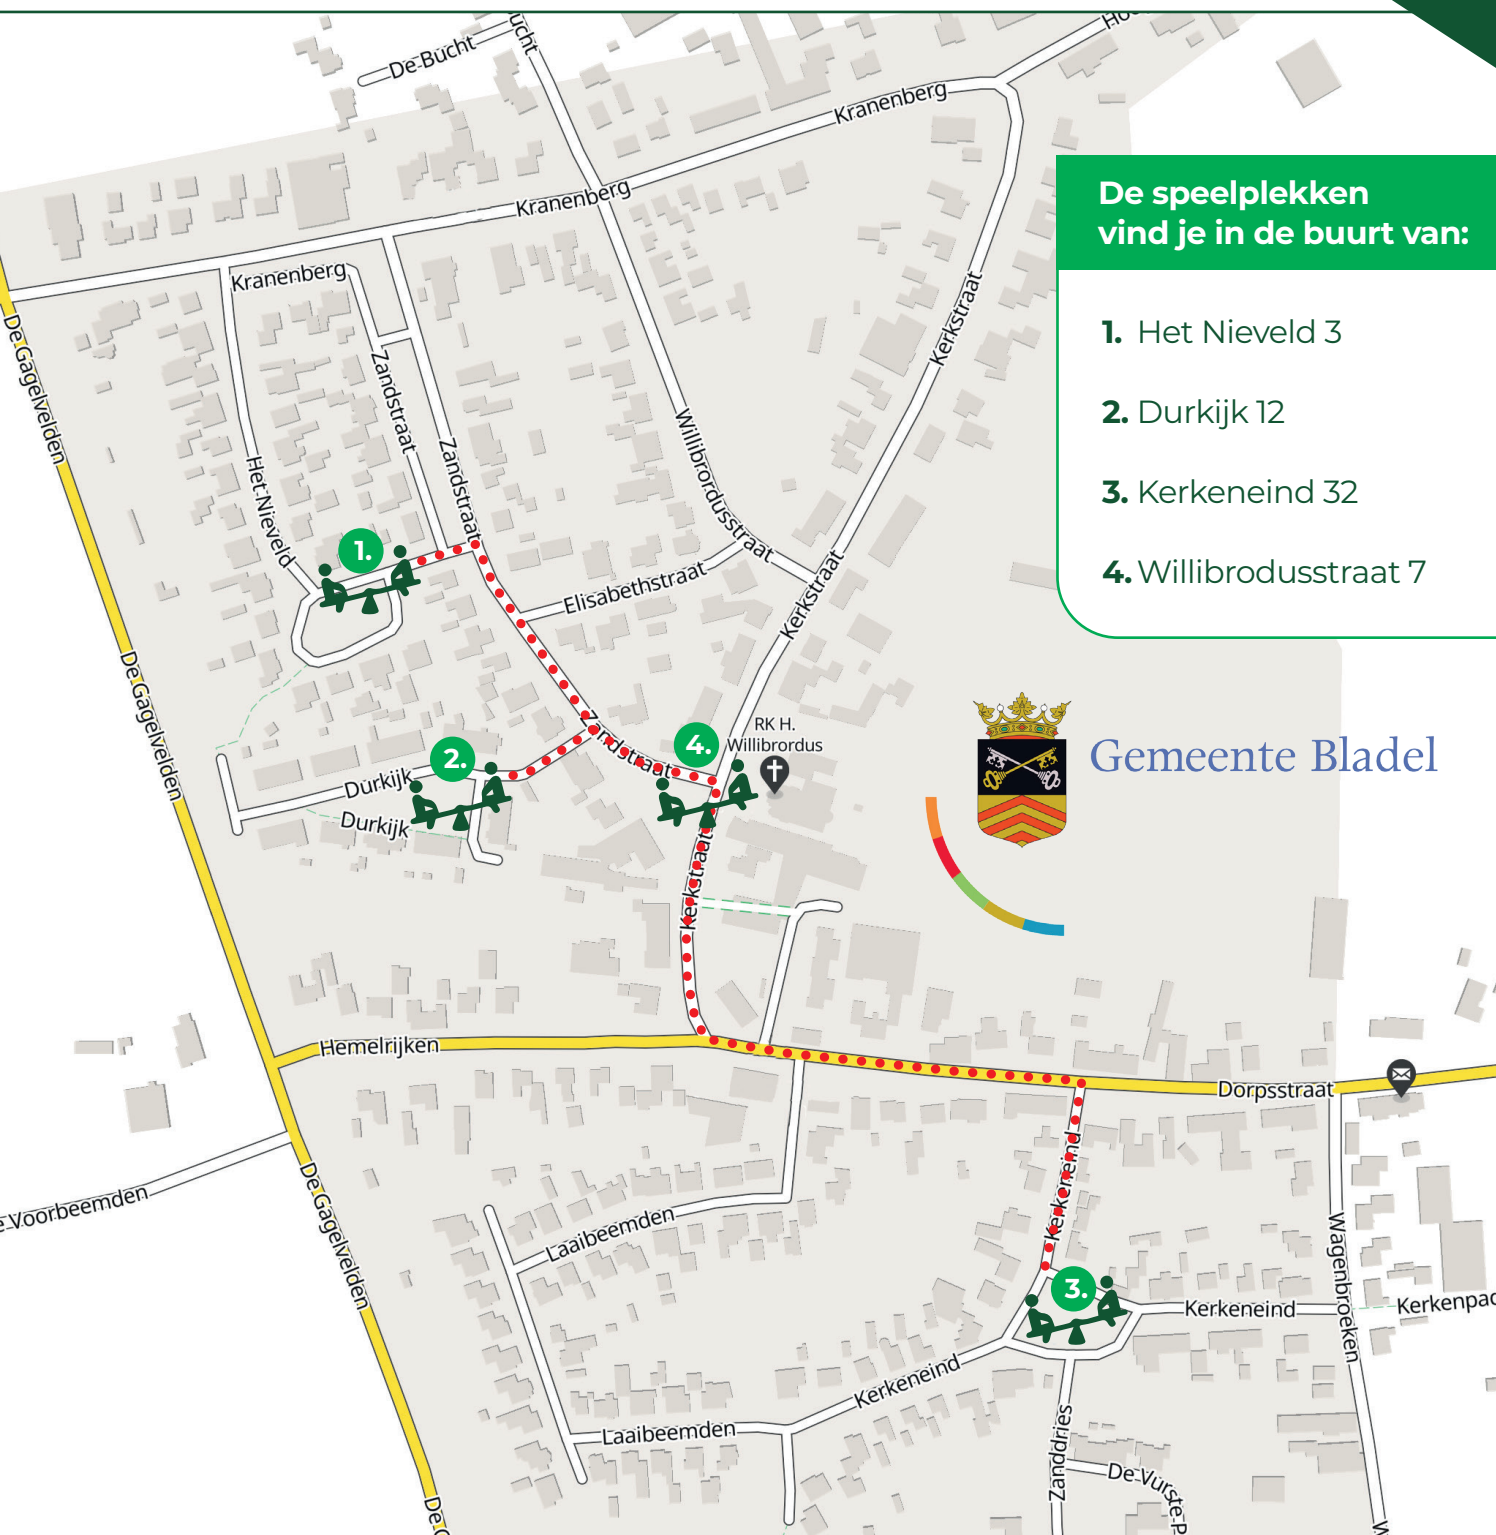 De Bucht
Kranenberg
Kranenberg
Kranenberg
De Gagelvelden
Zandstraat
Zandstraat
Het Nieveld
Willibrordusstraat
Kerkstraat
De speelplekken
vind je in de buurt van:
1. Het Nieveld 3
2. Durkijk 12
3. Kerkeneind 32
4. Willibrodusstraat 7
1.
Elisabethstraat
Kerkstraat
De Gagelvelden
Zandstraat
2.
4.
RK H.
Willibrordus
Durkijk
Durkijk
Gemeente Bladel
Kerkstraat
Hemelrijken
Dorpsstraat
Kerkeneind
Voorbeemden
De Gagelvelden
Laaibeemden
3.
Kerkeneind
Wagenbroeken
Kerkeneind
Laaibeemden
Zanddries